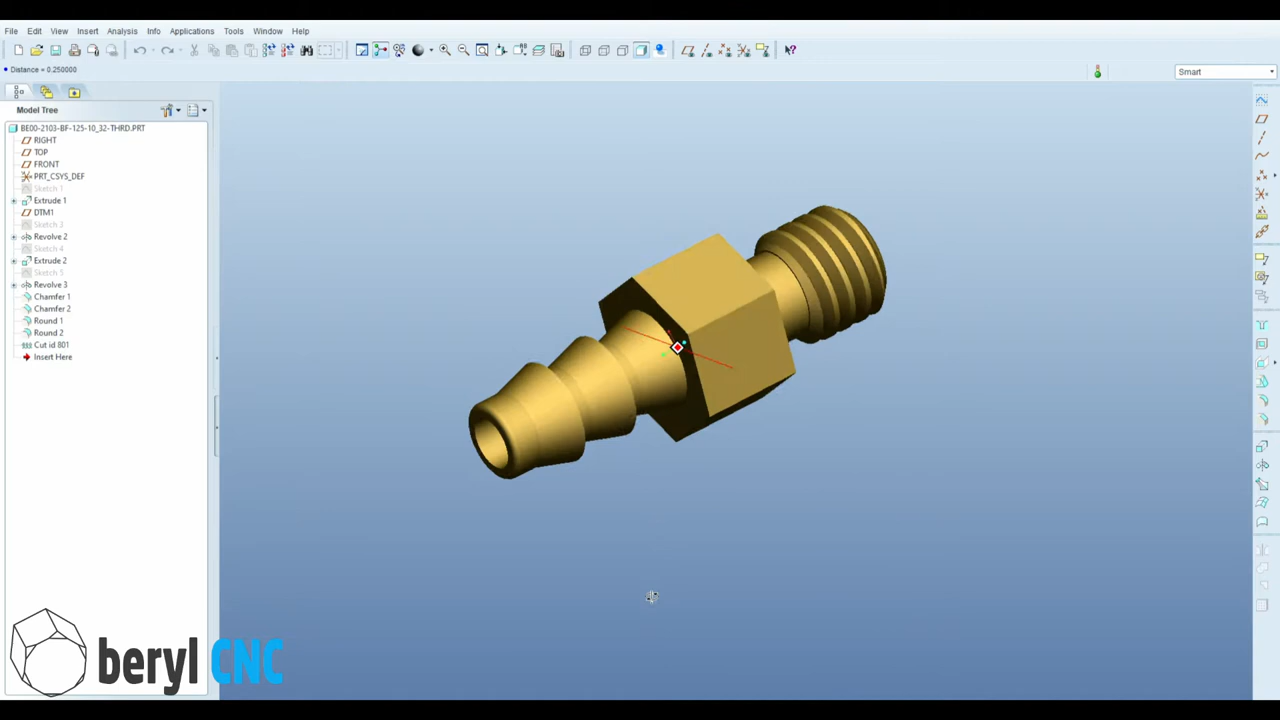 File Edit View Insert Analysis Info Applications Tools Window Help
Distance = 0.250000
Smart
Model Tree
BE00-2103-BF-125-10_32-THRD.PRT
RIGHT
TOP
FRONT
PRT_CSYS_DEF
Sketch 1
Extrude 1
DTM1
Sketch 3
Revolve 2
Sketch 4
Extrude 2
Sketch 5
Revolve 3
Chamfer 1
Chamfer 2
Round 1
Round 2
Cut id 801
Insert Here
beryl CNC